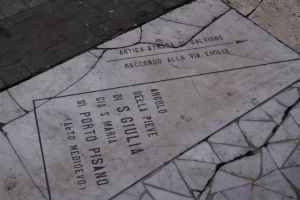 ANTICA STRADA DI SALVIANO
RACCORDO ALLA VIA EMILIA
ANGOLO
DELLA PIEVE
DI S. GIULIA
GIÀ S. MARIA
DI PORTO PISANO
(ALTO MEDIOEVO)